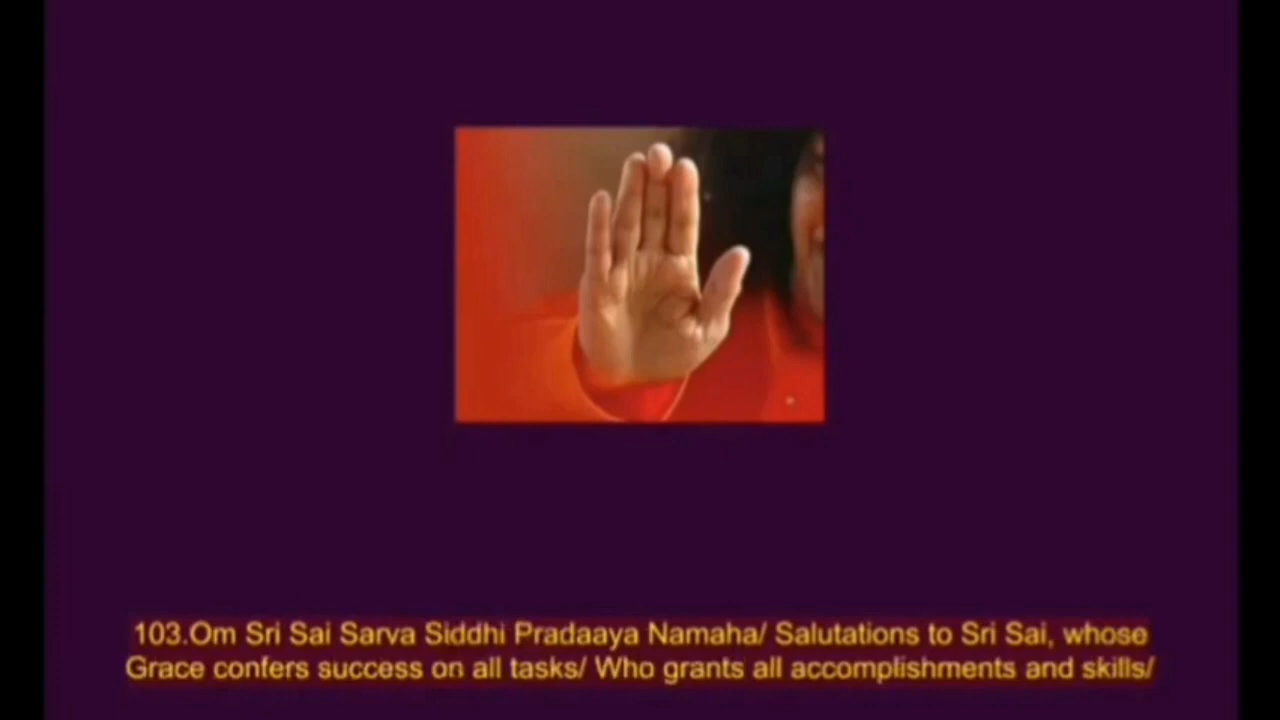 103.Om Sri Sai Sarva Siddhi Pradaaya Namaha/ Salutations to Sri Sai, whose
Grace confers success on all tasks/ Who grants all accomplishments and skills/